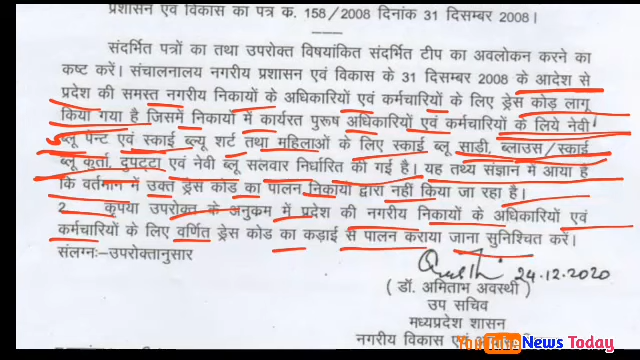 प्रशासन एवं विकास का पत्र क. 158/2008 दिनांक 31 दिसम्बर 2008।
संदर्भित पत्रों का तथा उपरोक्त विषयांकित संदर्भित टीप का अवलोकन करने का
कष्ट करें। संचालनालय नगरीय प्रशासन एवं विकास के 31 दिसम्बर 2008 के आदेश से
प्रदेश की समस्त नगरीय निकायों के अधिकारियों एवं कर्मचारियों के लिए ड्रेस कोड़ लागू
किया गया है जिसमें निकायों में कार्यरत पुरूष अधिकारियों एवं कर्मचारियों के लिये नेवी
ब्लू पेन्ट एवं स्काई ब्ल्यू शर्ट तथा महिलाओं के लिए स्काई ब्लू साडी, ब्लाउस/स्काई
ब्लू कुर्ता, दुपट्टा एवं नेवी ब्लू सलवार निर्धारित की गई है। यह तथ्य संज्ञान में आया है
कि वर्तमान में उक्त ड्रेस कोड का पालन निकायों द्वारा नहीं किया जा रहा है।
2 कृपया उपरोक्त के अनुक्रम में प्रदेश की नगरीय निकायों के अधिकारियों एवं
कर्मचारियों के लिए वर्णित ड्रेस कोड का कड़ाई से पालन कराया जाना सुनिश्चित करें।
संलग्नः-उपरोक्तानुसार
24.12.2020
(डॉ. अमिताभ अवस्थी)
उप सचिव
मध्यप्रदेश शासन
नगरीय विकास एवं
News Today